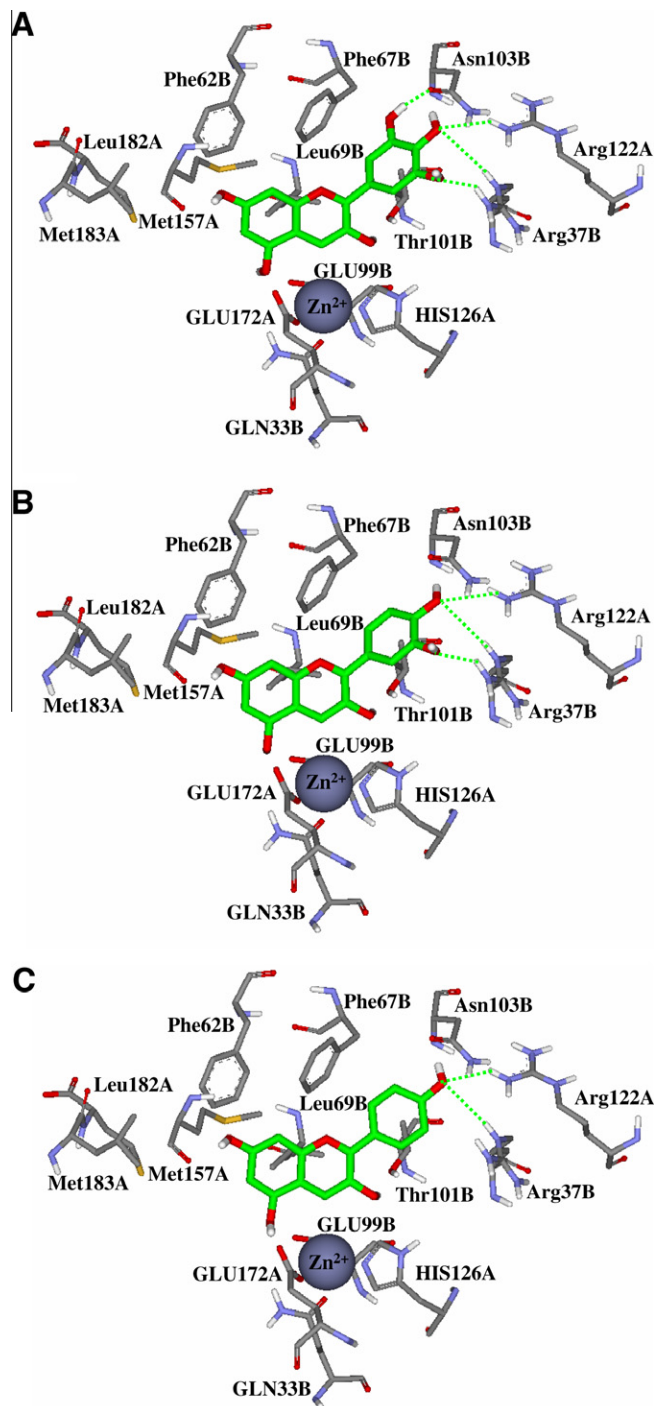 A
Phe62B
Phe67B
Asn103B
Leu182A
Leu69B
Arg122A
Met183A
Met157A
Thr101B
Arg37B
GLU99B
GLU172A
Zn²⁺
HIS126A
GLN33B
B
Phe62B
Phe67B
Asn103B
Leu182A
Leu69B
Arg122A
Met183A
Met157A
Thr101B
Arg37B
GLU99B
GLU172A
Zn²⁺
HIS126A
GLN33B
C
Phe62B
Phe67B
Asn103B
Leu182A
Leu69B
Arg122A
Met183A
Met157A
Thr101B
Arg37B
GLU99B
GLU172A
Zn²⁺
HIS126A
GLN33B